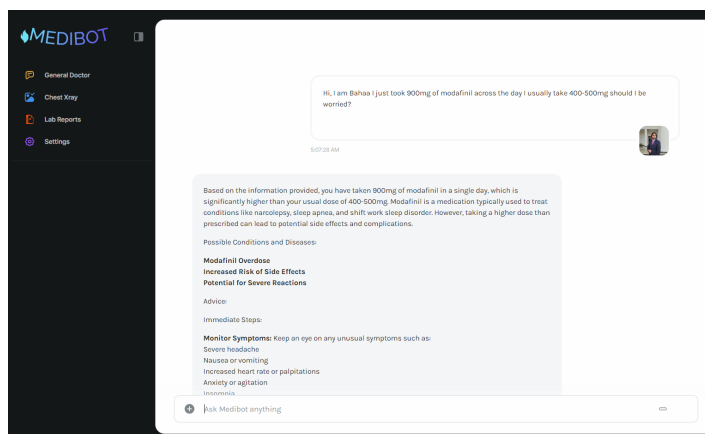 MEDIBOT
General Doctor
Chest Xray
Lab Reports
Settings
Hi, I am Bahaa I just took 900mg of modafinil across the day I usually take 400-500mg should I be
worried?
5:07:28 AM
Based on the information provided, you have taken 900mg of modafinil in a single day, which is
significantly higher than your usual dose of 400-500mg. Modafinil is a medication typically used to treat
conditions like narcolepsy, sleep apnea, and shift work sleep disorder. However, taking a higher dose than
prescribed can lead to potential side effects and complications.
Possible Conditions and Diseases:
Modafinil Overdose
Increased Risk of Side Effects
Potential for Severe Reactions
Advice:
Immediate Steps:
Monitor Symptoms: Keep an eye on any unusual symptoms such as:
Severe headache
Nausea or vomiting
Increased heart rate or palpitations
Anxiety or agitation
Insomnia
Ask Medibot anything